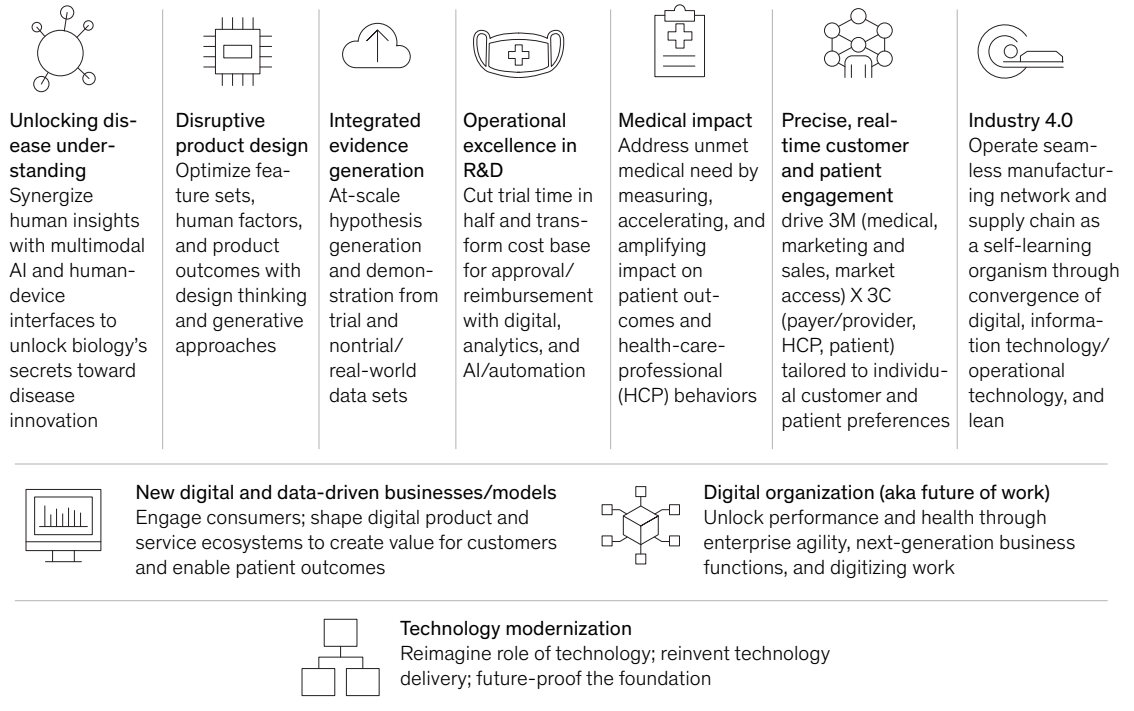 Unlocking dis-
ease under-
standing
Synergize
human insights
with multimodal
AI and human-
device
interfaces to
unlock biology’s
secrets toward
disease
innovation
Disruptive
product design
Optimize fea-
ture sets,
human factors,
and product
outcomes with
design thinking
and generative
approaches
Integrated
evidence
generation
At-scale
hypothesis
generation
and demon-
stration from
trial and
nontrial/
real-world
data sets
Operational
excellence in
R&D
Cut trial time in
half and trans-
form cost base
for approval/
reimbursement
with digital,
analytics, and
AI/automation
Medical impact
Address unmet
medical need by
measuring,
accelerating, and
amplifying
impact on
patient out-
comes and
health-care-
professional
(HCP) behaviors
Precise, real-
time customer
and patient
engagement
drive 3M (medical,
marketing and
sales, market
access) X 3C
(payer/provider,
HCP, patient)
tailored to individu-
al customer and
patient preferences
Industry 4.0
Operate seam-
less manufactur-
ing network and
supply chain as
a self-learning
organism through
convergence of
digital, informa-
tion technology/
operational
technology, and
lean
New digital and data-driven businesses/models
Engage consumers; shape digital product and
service ecosystems to create value for customers
and enable patient outcomes
Digital organization (aka future of work)
Unlock performance and health through
enterprise agility, next-generation business
functions, and digitizing work
Technology modernization
Reimagine role of technology; reinvent technology
delivery; future-proof the foundation